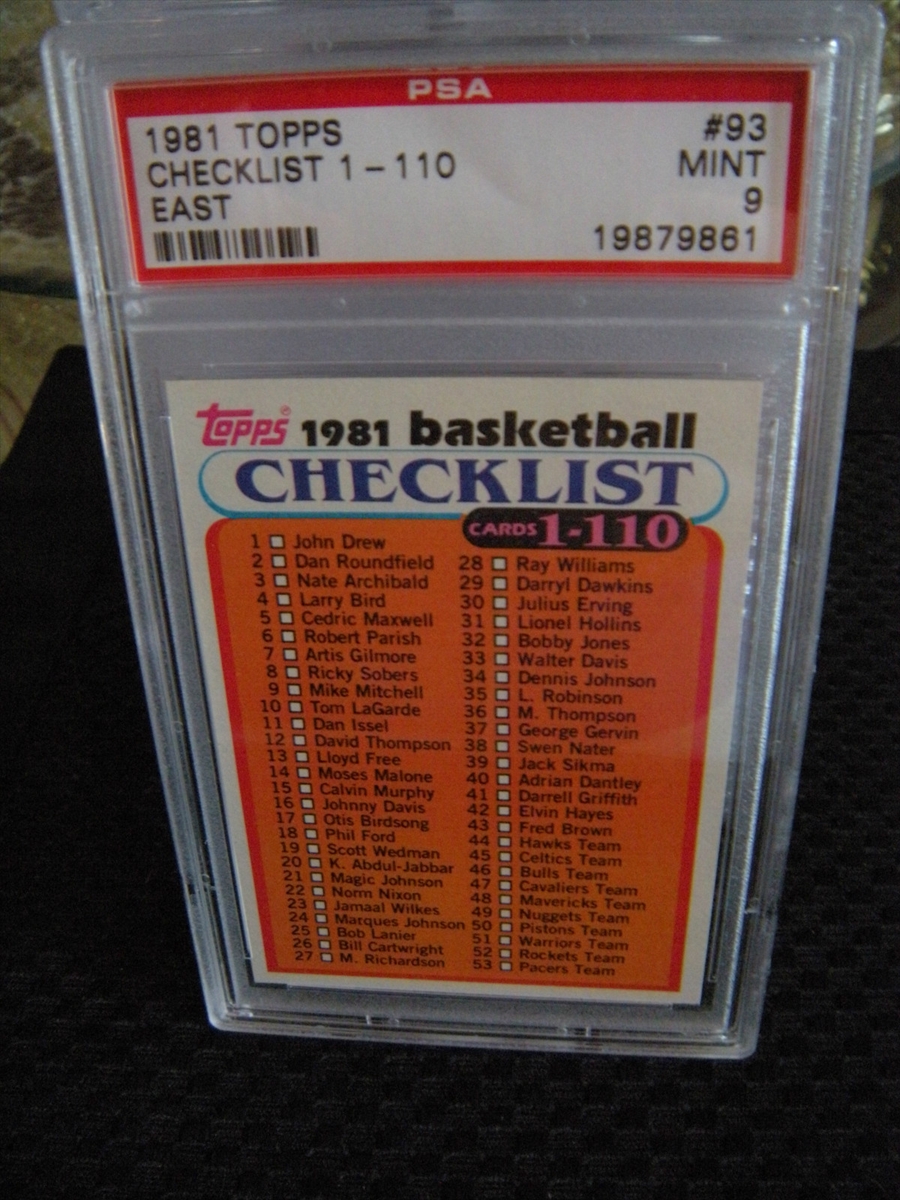 PSA
1981 TOPPS #93
CHECKLIST 1 - 110 MINT
EAST 9
19879861
topps® 1981 basketball
CHECKLIST
CARDS 1-110
1 John Drew
2 Dan Roundfield
3 Nate Archibald
4 Larry Bird
5 Cedric Maxwell
6 Robert Parish
7 Artis Gilmore
8 Ricky Sobers
9 Mike Mitchell
10 Tom LaGarde
11 Dan Issel
12 David Thompson
13 Lloyd Free
14 Moses Malone
15 Calvin Murphy
16 Johnny Davis
17 Otis Birdsong
18 Phil Ford
19 Scott Wedman
20 K. Abdul-Jabbar
21 Magic Johnson
22 Norm Nixon
23 Jamaal Wilkes
24 Marques Johnson
25 Bob Lanier
26 Bill Cartwright
27 M. Richardson
28 Ray Williams
29 Darryl Dawkins
30 Julius Erving
31 Lionel Hollins
32 Bobby Jones
33 Walter Davis
34 Dennis Johnson
35 L. Robinson
36 M. Thompson
37 George Gervin
38 Swen Nater
39 Jack Sikma
40 Adrian Dantley
41 Darrell Griffith
42 Elvin Hayes
43 Fred Brown
44 Hawks Team
45 Celtics Team
46 Bulls Team
47 Cavaliers Team
48 Mavericks Team
49 Nuggets Team
50 Pistons Team
51 Warriors Team
52 Rockets Team
53 Pacers Team